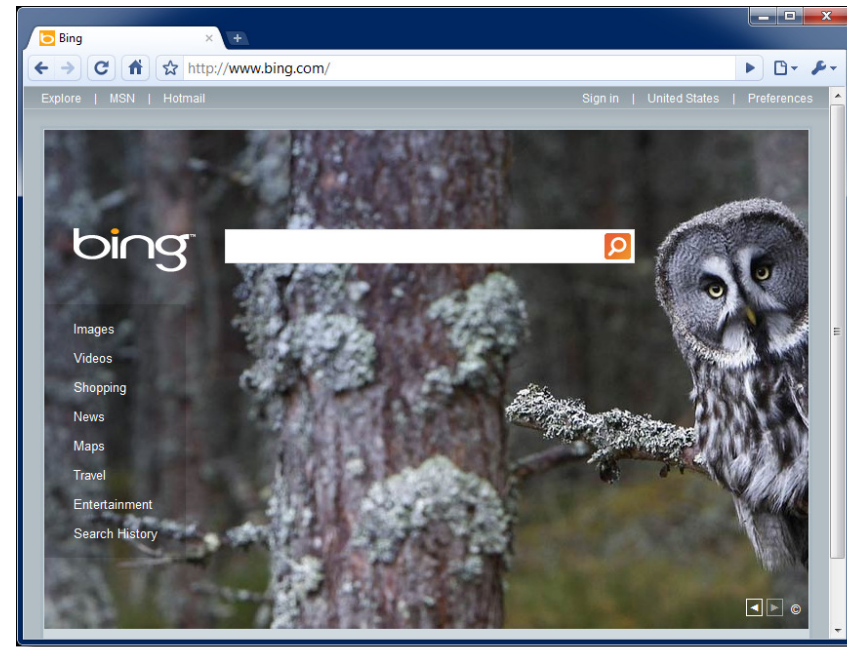 Bing
http://www.bing.com/
Explore | MSN | Hotmail
Sign in | United States | Preferences
bing™
Images
Videos
Shopping
News
Maps
Travel
Entertainment
Search History
©